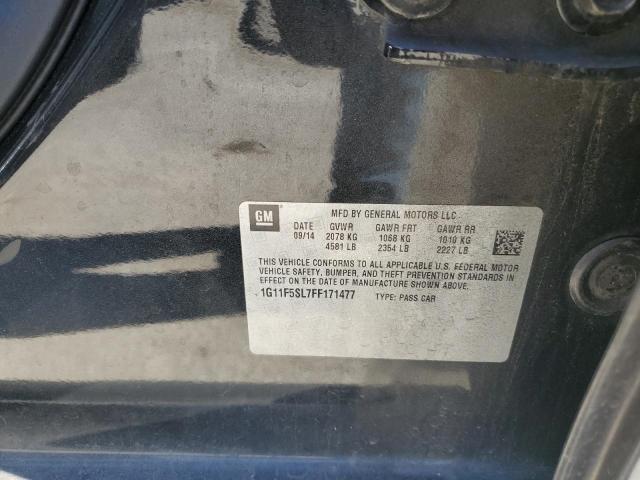 GM
MFD BY GENERAL MOTORS LLC
DATE GVWR GAWR FRT GAWR RR
09/14 2078 KG 1068 KG 1010 KG
4581 LB 2354 LB 2227 LB
THIS VEHICLE CONFORMS TO ALL APPLICABLE U.S. FEDERAL MOTOR
VEHICLE SAFETY, BUMPER, AND THEFT PREVENTION STANDARDS IN
EFFECT ON THE DATE OF MANUFACTURE SHOWN ABOVE.
1G11F5SL7FF171477 TYPE: PASS CAR